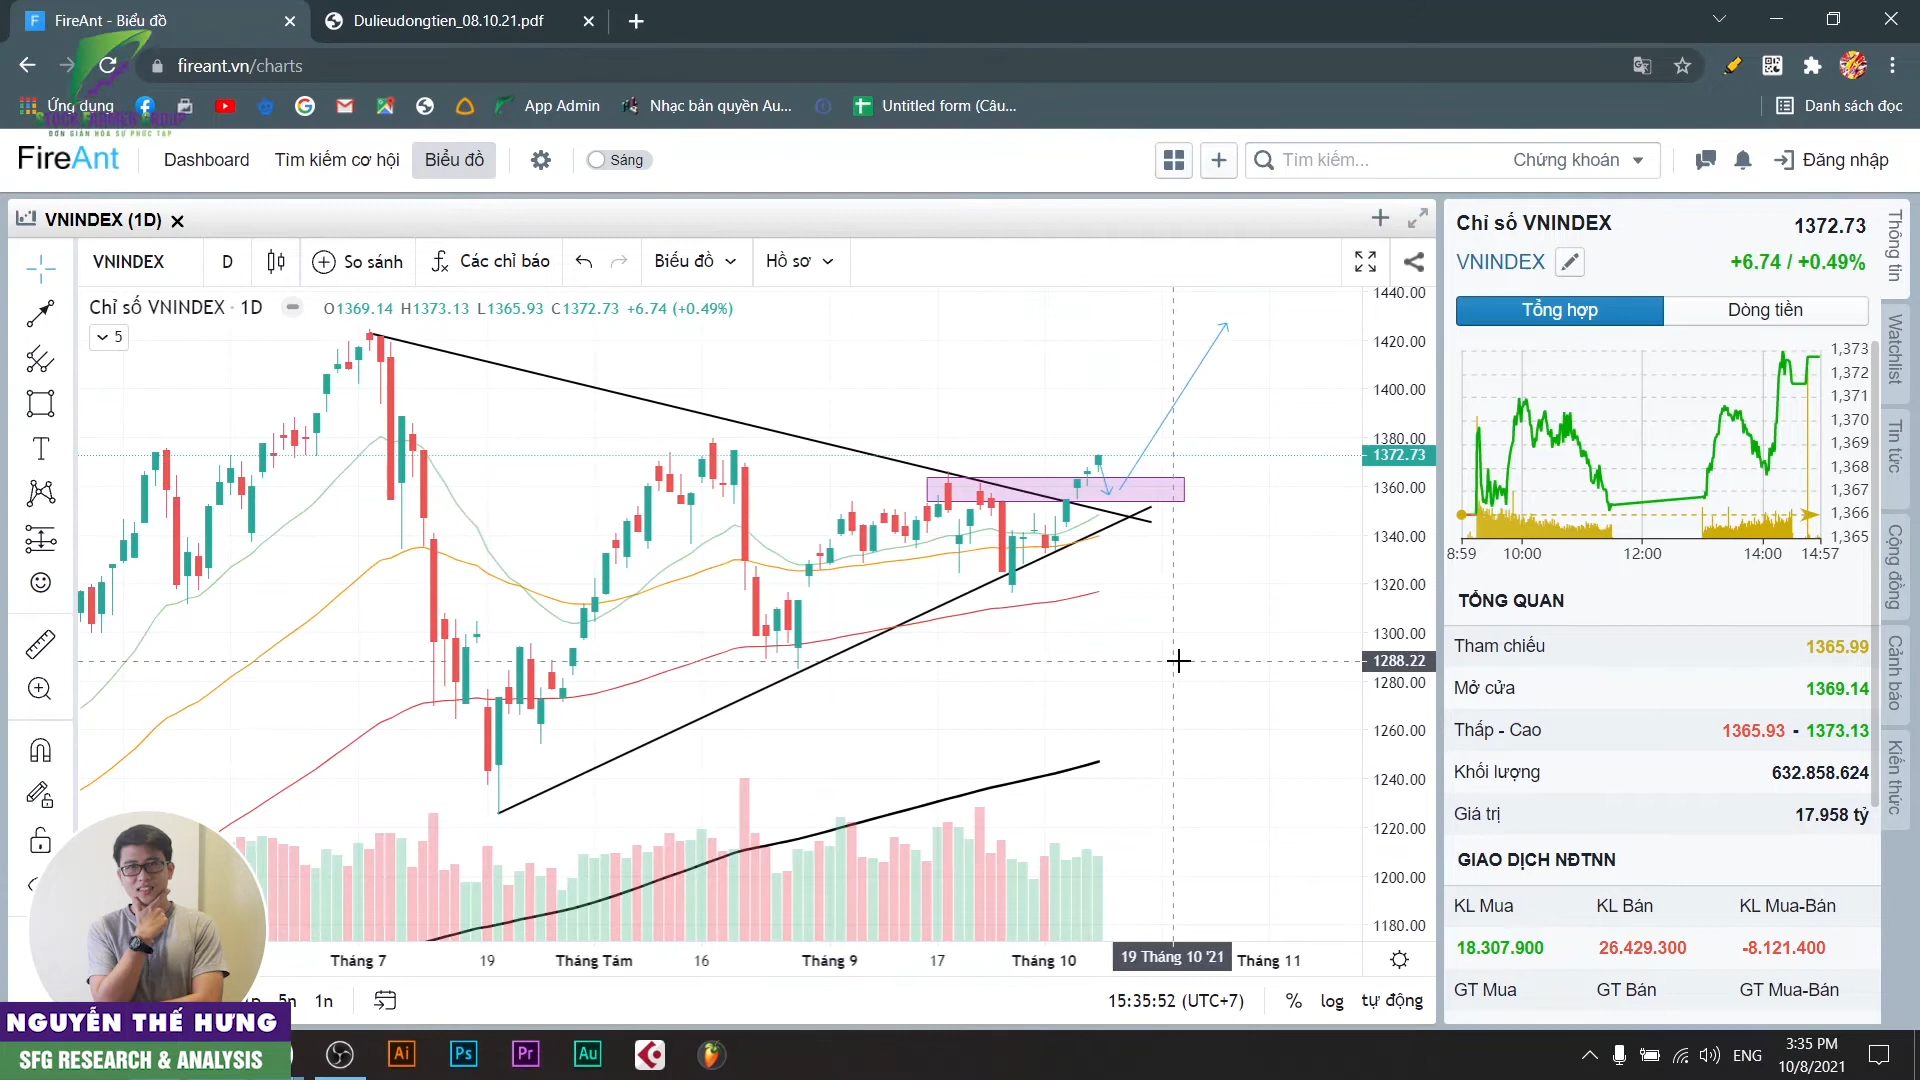 FireAnt - Biểu đồ
Dulieudongtien_08.10.21.pdf
fireant.vn/charts
Ứng dụng
App Admin
Nhạc bản quyền Au...
Untitled form (Câu...
Danh sách đọc
ĐƠN GIẢN HÓA SỰ PHỨC TẠP
FireAnt
Dashboard
Tìm kiếm cơ hội
Biểu đồ
Sáng
Tìm kiếm...
Chứng khoán
Đăng nhập
VNINDEX (1D)
VNINDEX
D
So sánh
Các chỉ báo
Biểu đồ
Hồ sơ
Chỉ số VNINDEX · 1D
O1369.14 H1373.13 L1365.93 C1372.73 +6.74 (+0.49%)
5
1440.00
1420.00
1400.00
1380.00
1372.73
1360.00
1340.00
1320.00
1300.00
1288.22
1280.00
1260.00
1240.00
1220.00
1200.00
1180.00
Tháng 7
19
Tháng Tám
16
Tháng 9
17
Tháng 10
19 Tháng 10 '21
Tháng 11
5n
1n
15:35:52 (UTC+7)
%
log
tự động
Chỉ số VNINDEX
1372.73
VNINDEX
+6.74 / +0.49%
Tổng hợp
Dòng tiền
1,373
1,372
1,371
1,370
1,369
1,368
1,367
1,366
1,365
8:59
10:00
12:00
14:00
14:57
TỔNG QUAN
Tham chiếu
1365.99
Mở cửa
1369.14
Thấp - Cao
1365.93 - 1373.13
Khối lượng
632.858.624
Giá trị
17.958 tỷ
GIAO DỊCH NĐTNN
KL Mua
KL Bán
KL Mua-Bán
18.307.900
26.429.300
-8.121.400
GT Mua
GT Bán
GT Mua-Bán
Thông tin
Watchlist
Tin tức
Cộng đồng
Cảnh báo
Kiến thức
NGUYỄN THẾ HƯNG
SFG RESEARCH & ANALYSIS
Ai
Ps
Pr
Au
ENG
3:35 PM
10/8/2021